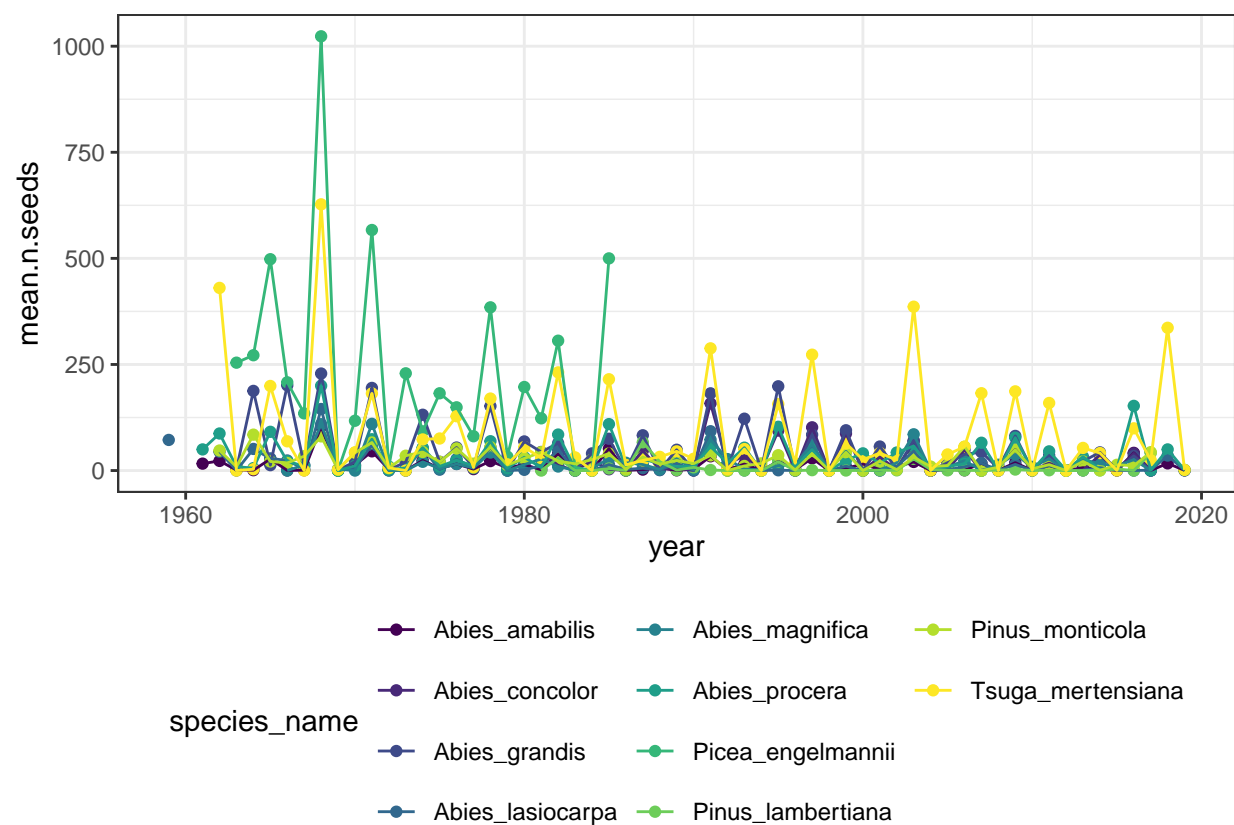 1000
750
500
250
0
mean.n.seeds
1960 1980 2000 2020
year
species_name
Abies_amabilis Abies_magnifica Pinus_monticola
Abies_concolor Abies_procera Tsuga_mertensiana
Abies_grandis Picea_engelmannii
Abies_lasiocarpa Pinus_lambertiana